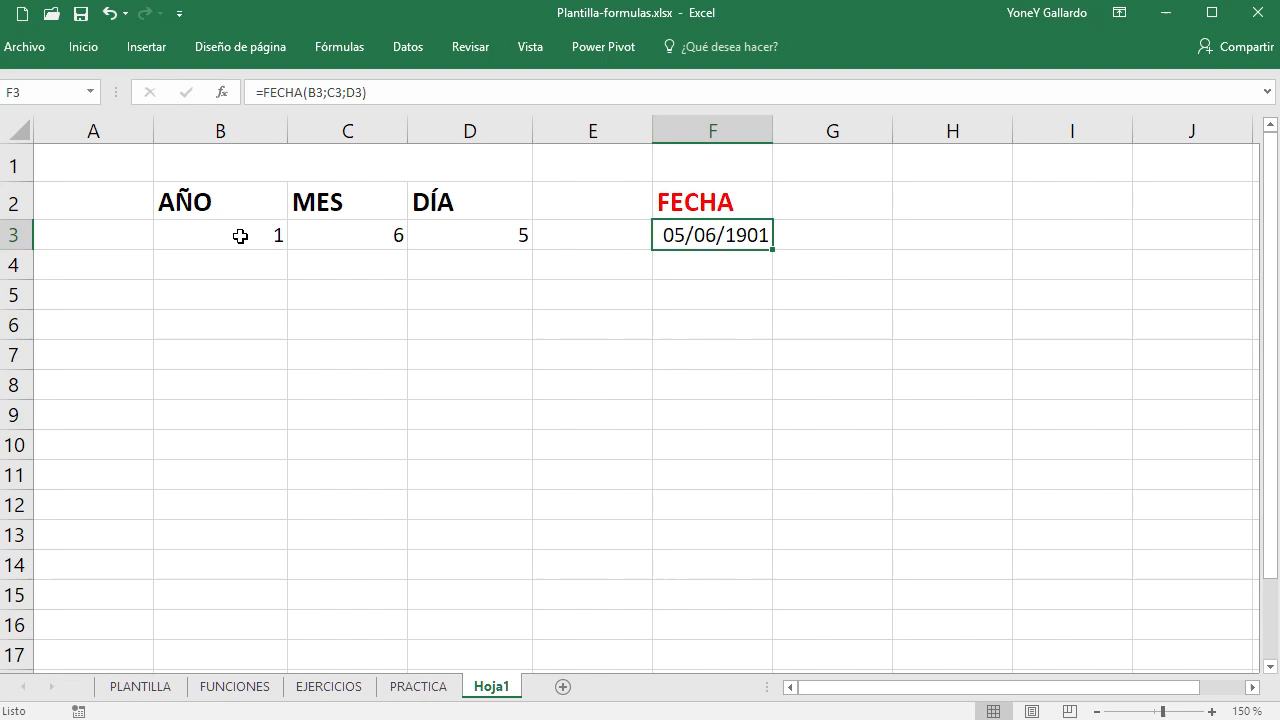 Plantilla-formulas.xlsx - Excel
YoneY Gallardo
Archivo Inicio Insertar Diseño de página Fórmulas Datos Revisar Vista Power Pivot ¿Qué desea hacer? Compartir
F3 fx =FECHA(B3;C3;D3)
A B C D E F G H I J
1
2 AÑO MES DÍA FECHA
3 1 6 5 05/06/1901
4
5
6
7
8
9
10
11
12
13
14
15
16
17
PLANTILLA FUNCIONES EJERCICIOS PRACTICA Hoja1
Listo 150 %